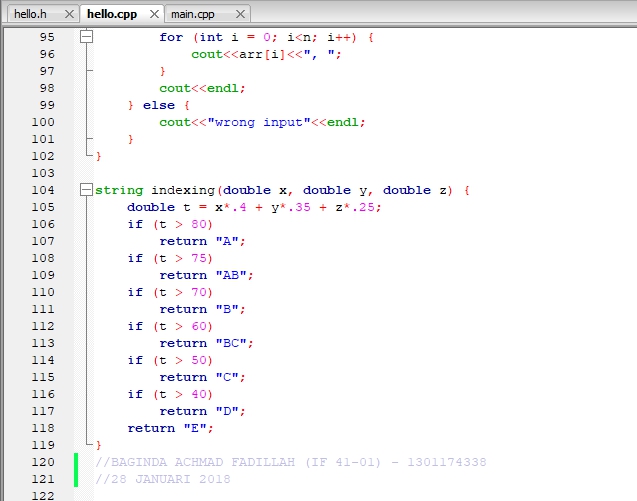 hello.h hello.cpp main.cpp
95 for (int i = 0; i<n; i++) {
96 cout<<arr[i]<<", ";
97 }
98 cout<<endl;
99 } else {
100 cout<<"wrong input"<<endl;
101 }
102 }
103
104 string indexing(double x, double y, double z) {
105 double t = x*.4 + y*.35 + z*.25;
106 if (t > 80)
107 return "A";
108 if (t > 75)
109 return "AB";
110 if (t > 70)
111 return "B";
112 if (t > 60)
113 return "BC";
114 if (t > 50)
115 return "C";
116 if (t > 40)
117 return "D";
118 return "E";
119 }
120 //BAGINDA ACHMAD FADILLAH (IF 41-01) - 1301174338
121 //28 JANUARI 2018
122